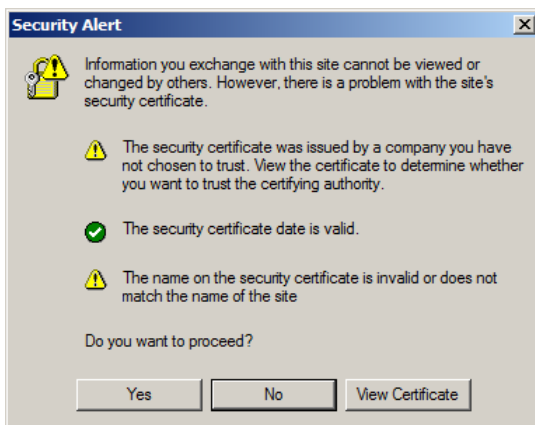 Security Alert
Information you exchange with this site cannot be viewed or
changed by others. However, there is a problem with the site's
security certificate.
The security certificate was issued by a company you have
not chosen to trust. View the certificate to determine whether
you want to trust the certifying authority.
The security certificate date is valid.
The name on the security certificate is invalid or does not
match the name of the site
Do you want to proceed?
Yes No View Certificate